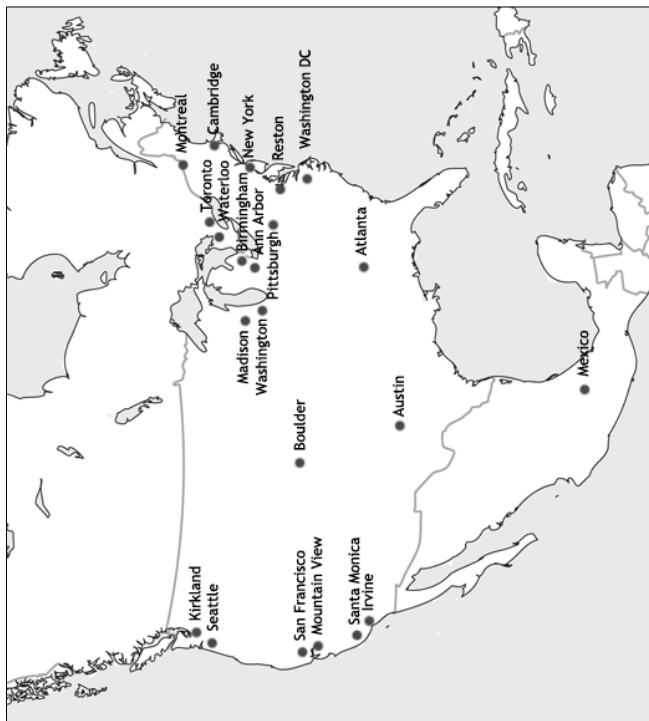 Kirkland
Seattle
San Francisco
Mountain View
Santa Monica
Irvine
Boulder
Austin
Mexico
Madison
Washington
Pittsburgh
Ann Arbor
Birmingham
Waterloo
Toronto
Atlanta
Montreal
Cambridge
New York
Reston
Washington DC